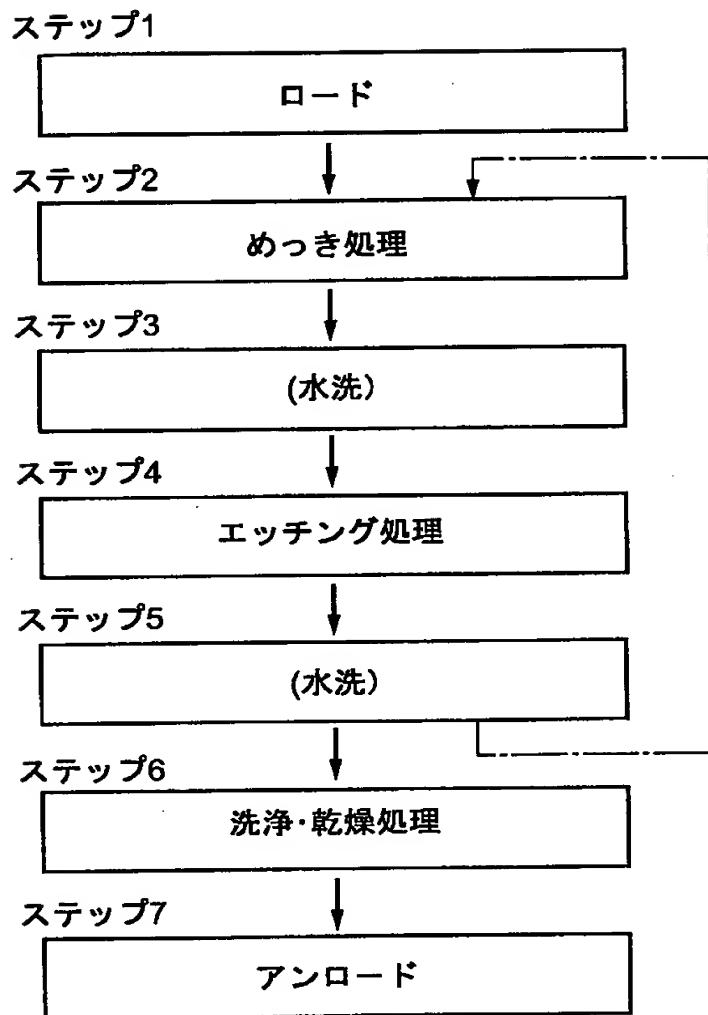 ステップ1
ロード
ステップ2
めっき処理
ステップ3
(水洗)
ステップ4
エッチング処理
ステップ5
(水洗)
ステップ6
洗浄・乾燥処理
ステップ7
アンロード